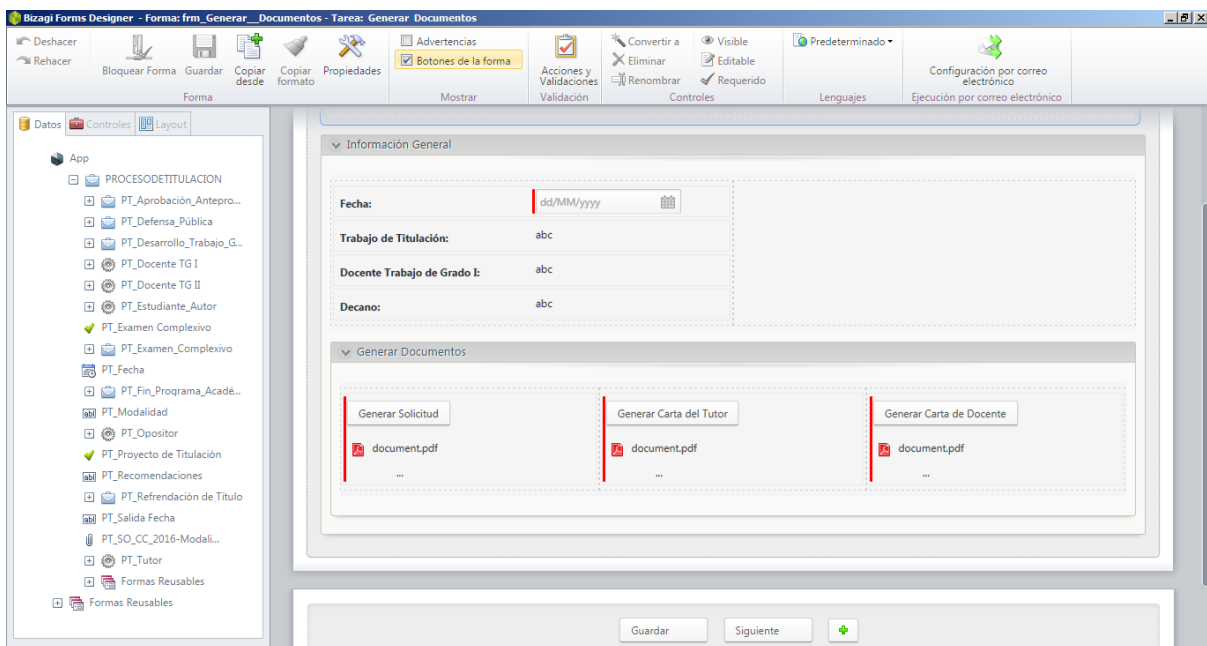 Bizagi Forms Designer - Forma: frm_Generar__Documentos - Tarea: Generar Documentos
Deshacer
Rehacer
Bloquear Forma
Guardar
Copiar desde
Copiar formato
Propiedades
Forma
Advertencias
Botones de la forma
Mostrar
Acciones y Validaciones
Validación
Convertir a
Eliminar
Renombrar
Visible
Editable
Requerido
Controles
Predeterminado
Lenguajes
Configuración por correo electrónico
Ejecución por correo electrónico
Datos
Controles
Layout
App
PROCESODETITULACION
PT_Aprobación_Antepro...
PT_Defensa_Pública
PT_Desarrollo_Trabajo_G...
PT_Docente TG I
PT_Docente TG II
PT_Estudiante_Autor
PT_Examen Complexivo
PT_Examen_Complexivo
PT_Fecha
PT_Fin_Programa_Acadé...
PT_Modalidad
PT_Opositor
PT_Proyecto de Titulación
PT_Recomendaciones
PT_Refrendación de Título
PT_Salida Fecha
PT_SO_CC_2016-Modali...
PT_Tutor
Formas Reusables
Formas Reusables
Información General
Fecha: dd/MM/yyyy
Trabajo de Titulación: abc
Docente Trabajo de Grado I: abc
Decano: abc
Generar Documentos
Generar Solicitud
document.pdf
...
Generar Carta del Tutor
document.pdf
...
Generar Carta de Docente
document.pdf
...
Guardar
Siguiente